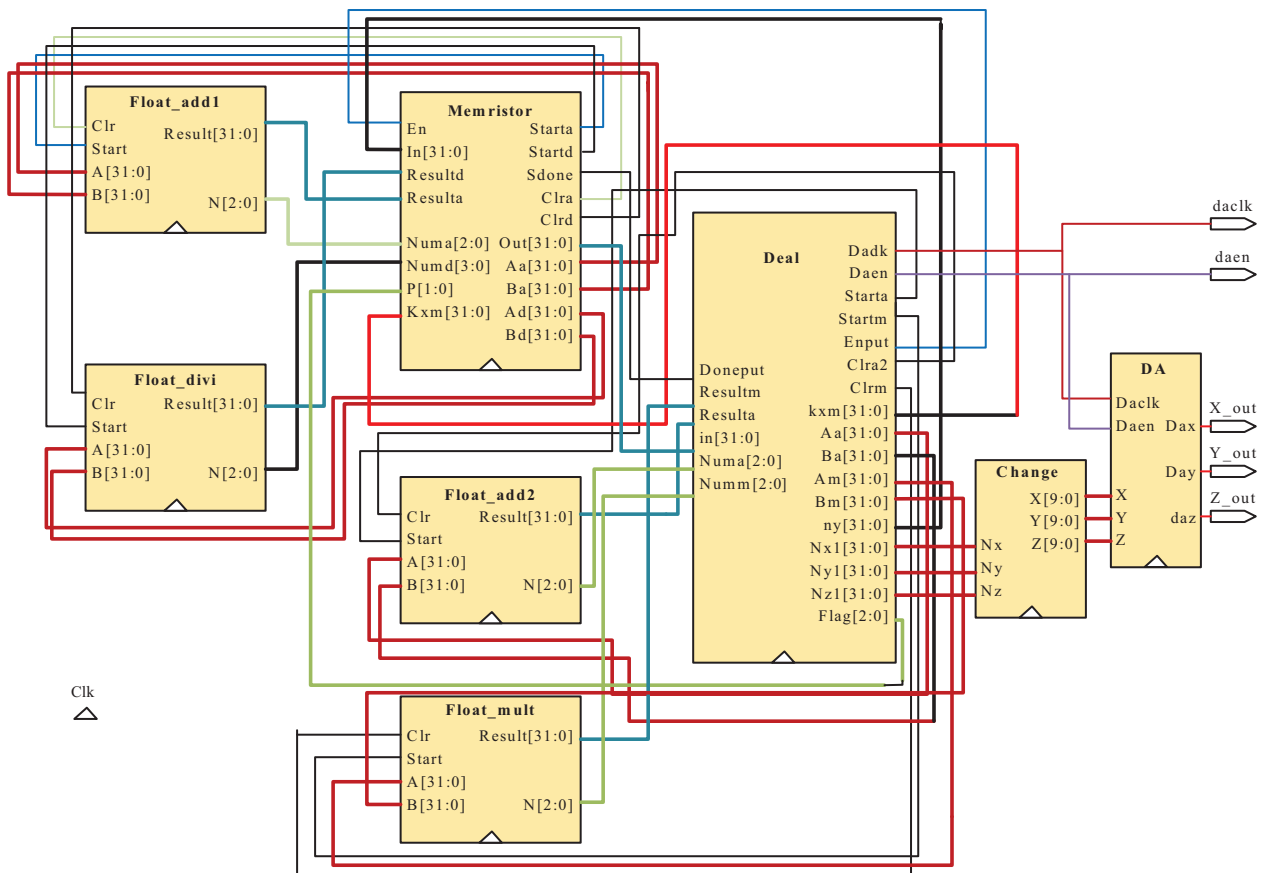 Float_add1
Clr
Start
A[31:0]
B[31:0]
Result[31:0]
N[2:0]
Memristor
En
In[31:0]
Resultd
Resulta
Numa[2:0]
Numd[3:0]
P[1:0]
Kxm[31:0]
Starta
Startd
Sdone
Clra
Clrd
Out[31:0]
Aa[31:0]
Ba[31:0]
Ad[31:0]
Bd[31:0]
Float_divi
Clr
Start
A[31:0]
B[31:0]
Result[31:0]
N[2:0]
Float_add2
Clr
Start
A[31:0]
B[31:0]
Result[31:0]
N[2:0]
Float_mult
Clr
Start
A[31:0]
B[31:0]
Result[31:0]
N[2:0]
Deal
Doneput
Resultm
Resulta
in[31:0]
Numa[2:0]
Numm[2:0]
Dadk
Daen
Starta
Startm
Enput
Clra2
Clrm
kxm[31:0]
Aa[31:0]
Ba[31:0]
Am[31:0]
Bm[31:0]
ny[31:0]
Nx1[31:0]
Ny1[31:0]
Nz1[31:0]
Flag[2:0]
Change
Nx
Ny
Nz
X[9:0]
Y[9:0]
Z[9:0]
DA
Daclk
Daen
X
Y
Z
Dax
Day
daz
daclk
daen
X_out
Y_out
Z_out
Clk